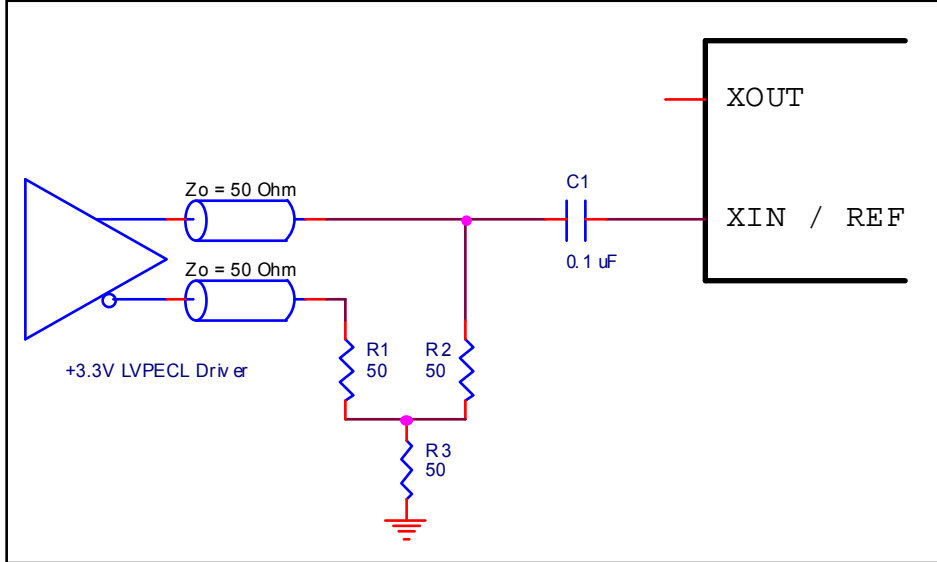 XOUT
Zo = 50 Ohm
C1
XIN / REF
0.1 uF
Zo = 50 Ohm
+3.3V LVPECL Driver
R1
50
R2
50
R3
50